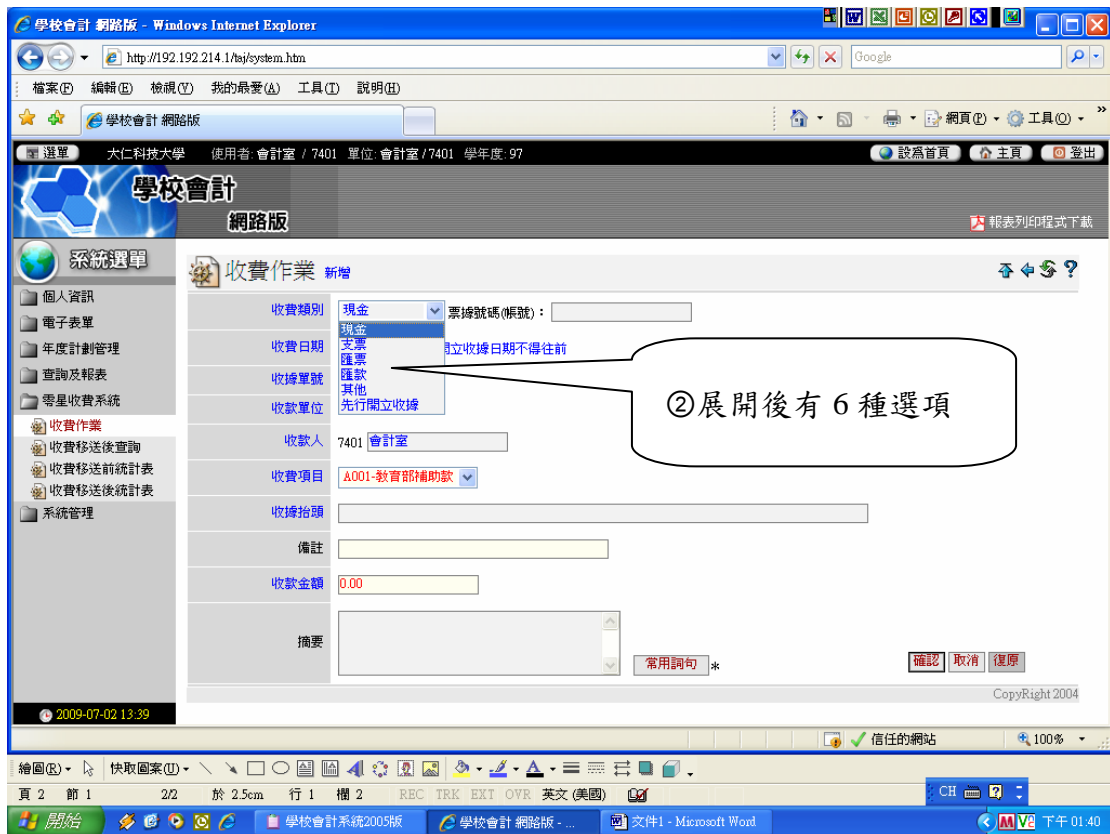 學校會計 網路版 - Windows Internet Explorer
http://192.192.214.1/taj/system.htm
Google
檔案(F) 編輯(E) 檢視(V) 我的最愛(A) 工具(T) 說明(H)
學校會計 網路版
網頁(P) 工具(O)
選單 大仁科技大學 使用者: 會計室 / 7401 單位: 會計室 / 7401 學年度: 97 設為首頁 主頁 登出
學校會計
網路版
報表列印程式下載
系統選單
個人資訊
電子表單
年度計劃管理
查詢及報表
零星收費系統
收費作業
收費移送後查詢
收費移送前統計表
收費移送後統計表
系統管理
2009-07-02 13:39
收費作業 新增
收費類別 現金 票據號碼(帳號)：
現金
支票
匯票
匯款
其他
先行開立收據
收費日期 立收據日期不得往前
收據單號
收款單位
收款人 7401 會計室
收費項目 A001-教育部補助款
收據抬頭
備註
收款金額 0.00
摘要
常用詞句 *
確認 取消 復原
②展開後有 6 種選項
CopyRight 2004
信任的網站 100%
繪圖(R) 快取圖案(U)
頁 2 節 1 2/2 於 2.5cm 行 1 欄 2 REC TRK EXT OVR 英文 (美國)
CH
開始 學校會計系統2005版 學校會計 網路版 - ... 文件1 - Microsoft Word 下午 01:40